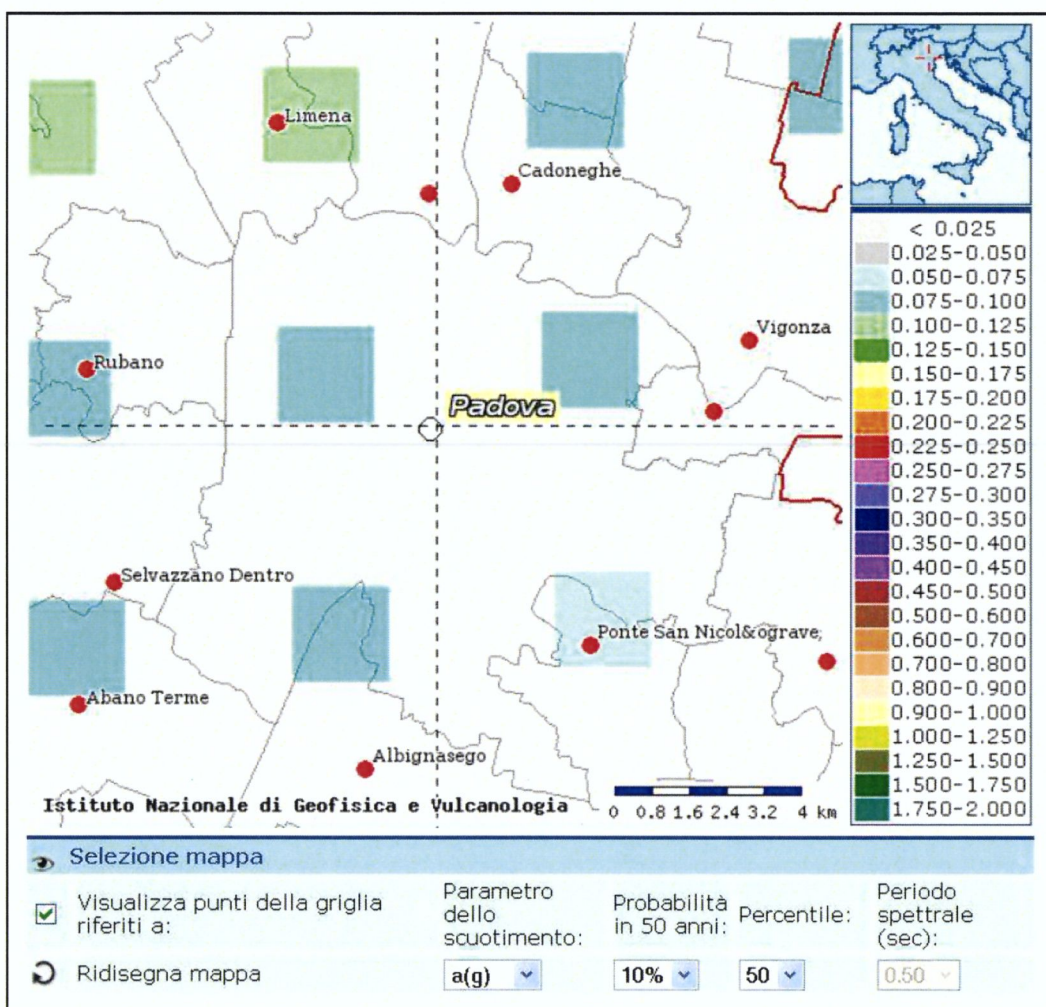 Limena
Cadoneghe
Vigonza
Rubano
Padova
Selvazzano Dentro
Ponte San Nicol&ograve;
Abano Terme
Albignasego
Istituto Nazionale di Geofisica e Vulcanologia
0 0.8 1.6 2.4 3.2 4 km
< 0.025
0.025-0.050
0.050-0.075
0.075-0.100
0.100-0.125
0.125-0.150
0.150-0.175
0.175-0.200
0.200-0.225
0.225-0.250
0.250-0.275
0.275-0.300
0.300-0.350
0.350-0.400
0.400-0.450
0.450-0.500
0.500-0.600
0.600-0.700
0.700-0.800
0.800-0.900
0.900-1.000
1.000-1.250
1.250-1.500
1.500-1.750
1.750-2.000
Selezione mappa
Visualizza punti della griglia
riferiti a:
Parametro
dello
scuotimento:
Probabilità
in 50 anni:
Percentile:
Periodo
spettrale
(sec):
Ridisegna mappa
a(g)
10%
50
0.50